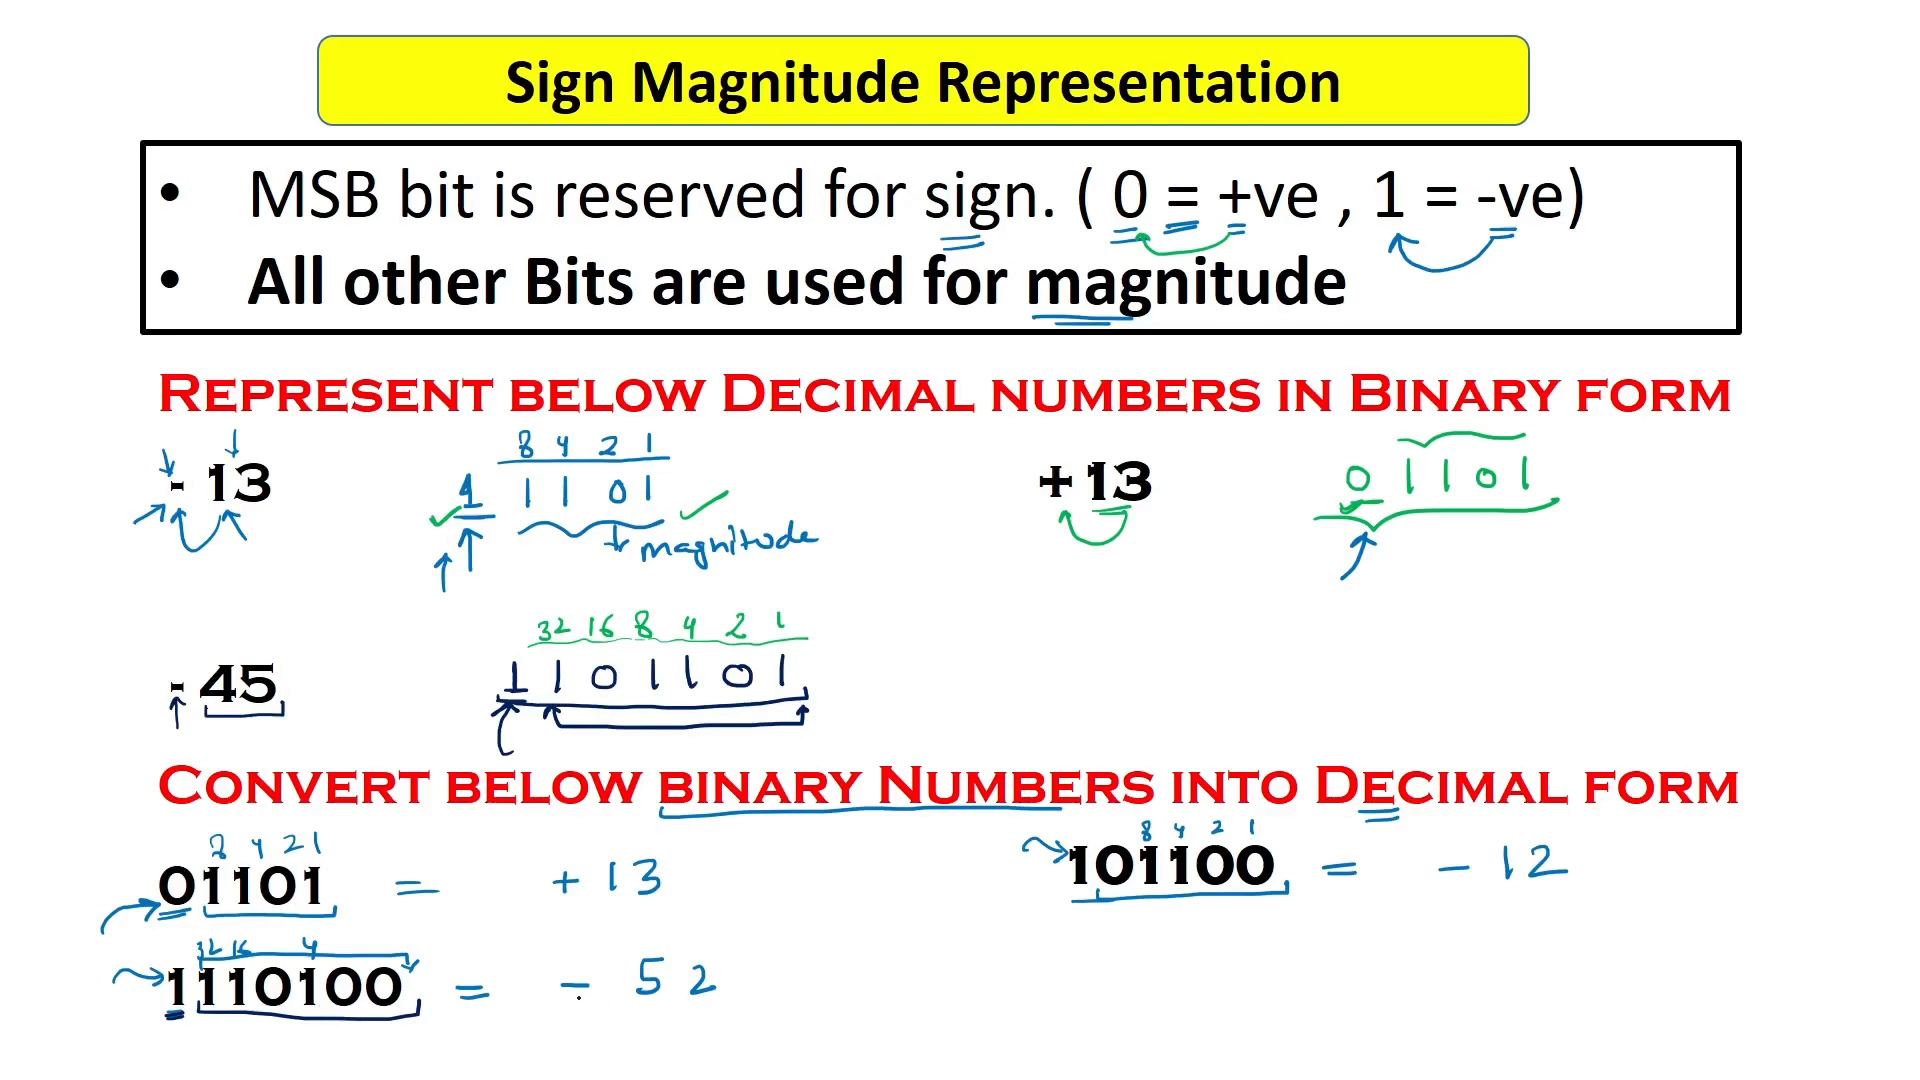 Sign Magnitude Representation
• MSB bit is reserved for sign. ( 0 = +ve , 1 = -ve)
• All other Bits are used for magnitude
Represent below Decimal numbers in Binary form
8 4 2 1
- 13 1 1 1 0 1 + 13 0 1 1 0 1
magnitude
32 16 8 4 2 1
- 45 1 1 0 1 1 0 1
Convert below binary Numbers into Decimal form
8 4 2 1 8 4 2 1
01101 = + 13 101100 = - 12
32 16 4
1110100 = - 52